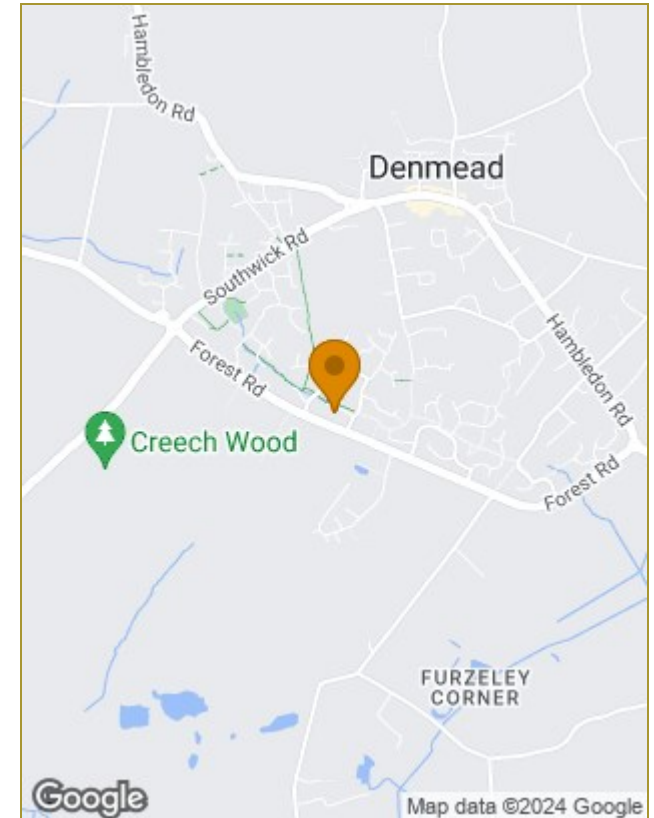 Hambledon Rd
Denmead
Southwick Rd
Hambledon Rd
Forest Rd
Creech Wood
Forest Rd
FURZELEY
CORNER
Google
Map data ©2024 Google